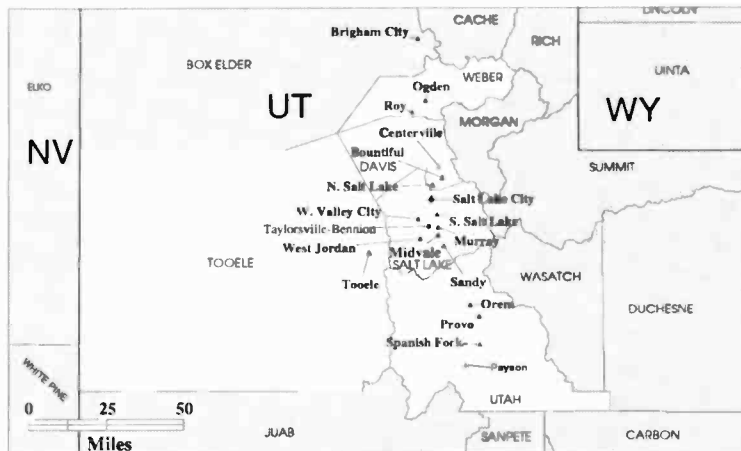 CACHE
LINCOLN
Brigham City
RICH
BOX ELDER
WEBER
UINTA
ELKO
Ogden
UT
WY
Roy
MORGAN
Centerville
NV
Bountiful
DAVIS
SUMMIT
N. Salt Lake
Salt Lake City
W. Valley City
S. Salt Lake
Taylorsville-Bennion
West Jordan
Murray
Midvale
TOOELE
SALT LAKE
WASATCH
Tooele
Sandy
DUCHESNE
Orem
Provo
Spanish Fork
WHITE PINE
Payson
UTAH
0 25 50
Miles
JUAB
SANPETE
CARBON